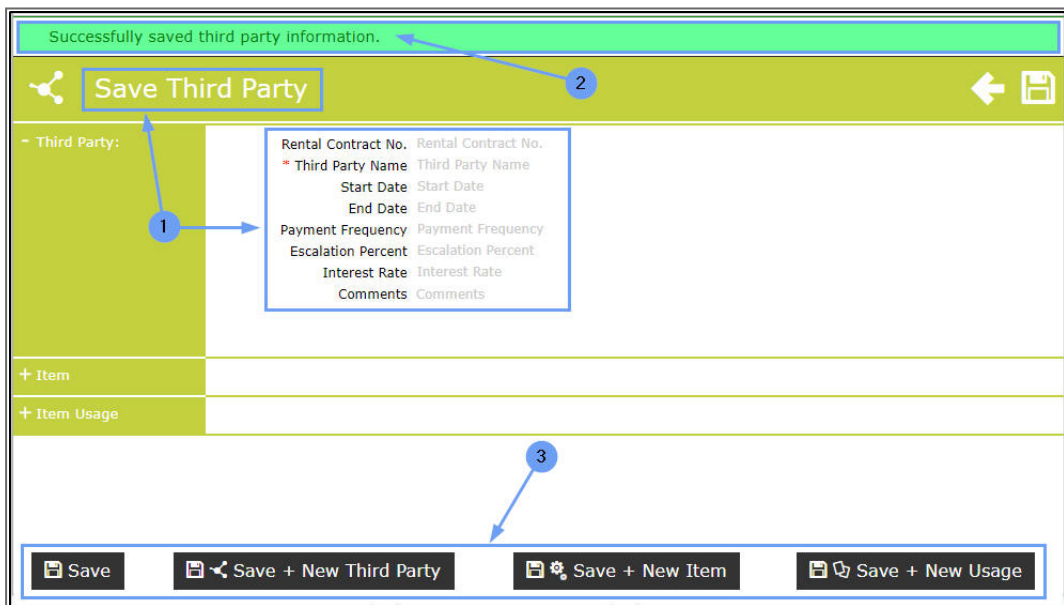 Successfully saved third party information.
Save Third Party
2
- Third Party:
Rental Contract No. Rental Contract No.
* Third Party Name Third Party Name
Start Date Start Date
End Date End Date
1
Payment Frequency Payment Frequency
Escalation Percent Escalation Percent
Interest Rate Interest Rate
Comments Comments
+ Item
+ Item Usage
3
Save
Save + New Third Party
Save + New Item
Save + New Usage